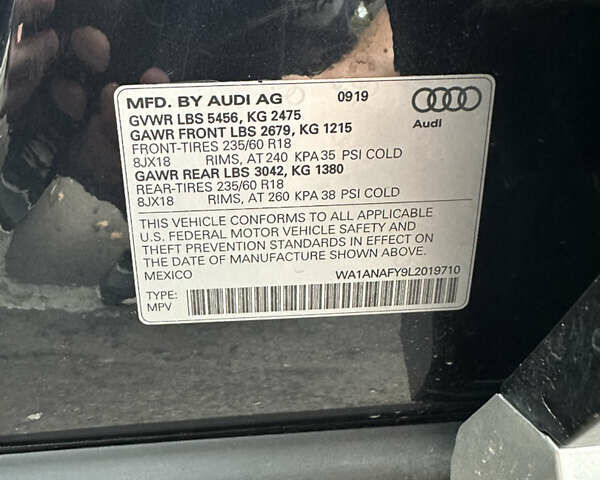 MFD. BY AUDI AG 0919
GVWR LBS 5456, KG 2475
GAWR FRONT LBS 2679, KG 1215
FRONT-TIRES 235/60 R18
8JX18 RIMS, AT 240 KPA 35 PSI COLD
GAWR REAR LBS 3042, KG 1380
REAR-TIRES 235/60 R18
8JX18 RIMS, AT 260 KPA 38 PSI COLD
Audi
THIS VEHICLE CONFORMS TO ALL APPLICABLE
U.S. FEDERAL MOTOR VEHICLE SAFETY AND
THEFT PREVENTION STANDARDS IN EFFECT ON
THE DATE OF MANUFACTURE SHOWN ABOVE.
MEXICO WA1ANAFY9L2019710
TYPE:
MPV